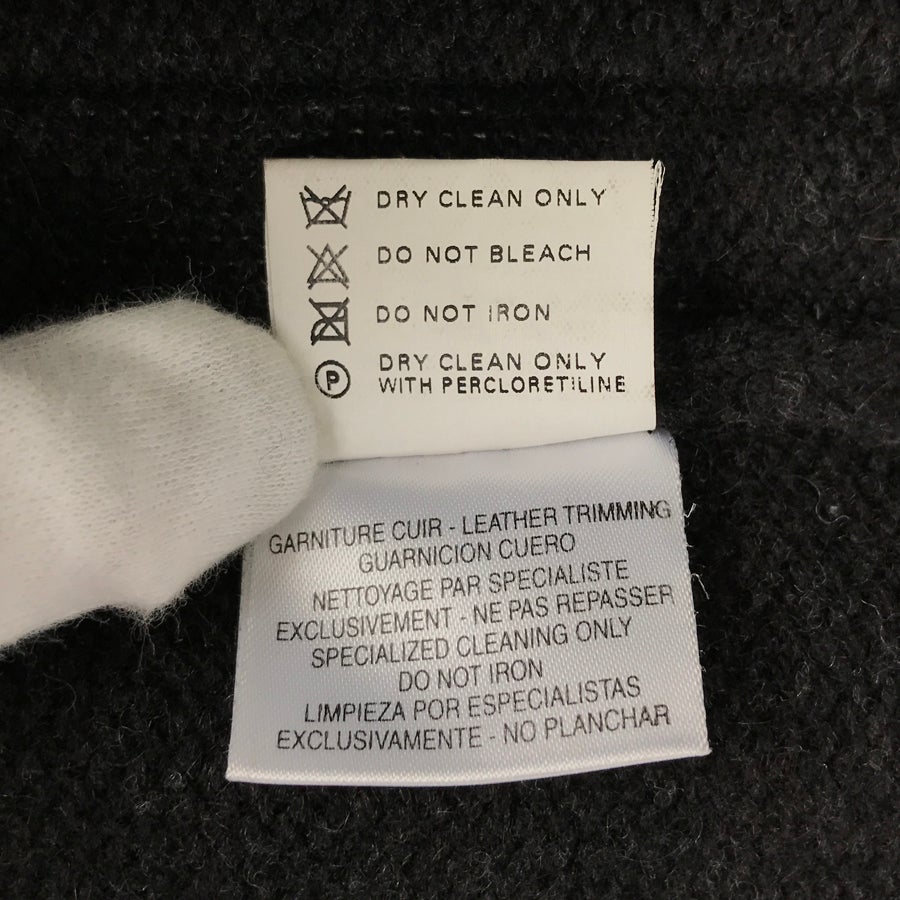 DRY CLEAN ONLY
DO NOT BLEACH
DO NOT IRON
P
DRY CLEAN ONLY
WITH PERCLORETILINE
GARNITURE CUIR - LEATHER TRIMMING
GUARNICION CUERO
NETTOYAGE PAR SPECIALISTE
EXCLUSIVEMENT - NE PAS REPASSER
SPECIALIZED CLEANING ONLY
DO NOT IRON
LIMPIEZA POR ESPECIALISTAS
EXCLUSIVAMENTE - NO PLANCHAR